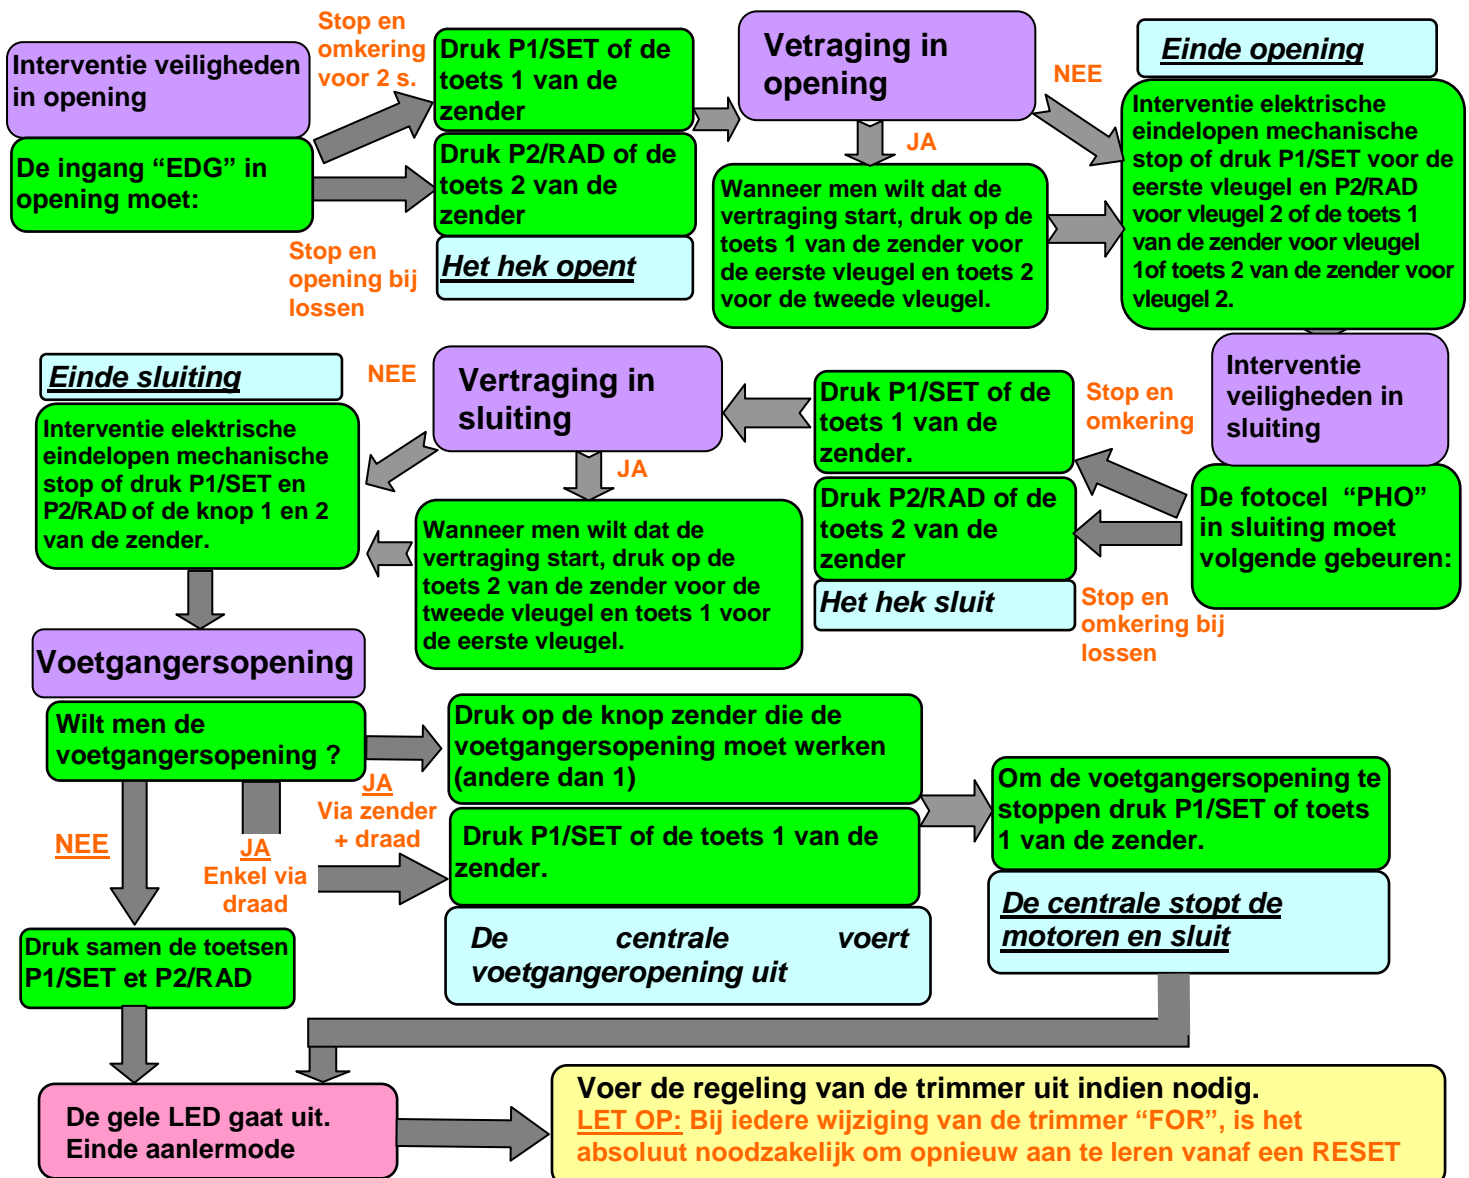 Interventie veiligheden
in opening
De ingang “EDG” in
opening moet:
Stop en
omkering
voor 2 s.
Stop en
opening bij
lossen
Druk P1/SET of de
toets 1 van de
zender
Druk P2/RAD of de
toets 2 van de
zender
Het hek opent
Vetraging in
opening
NEE
JA
Wanneer men wilt dat de
vertraging start, druk op de
toets 1 van de zender voor
de eerste vleugel en toets 2
voor de tweede vleugel.
Einde opening
Interventie elektrische
eindelopen mechanische
stop of druk P1/SET voor de
eerste vleugel en P2/RAD
voor vleugel 2 of de toets 1
van de zender voor vleugel
1of toets 2 van de zender voor
vleugel 2.
Interventie
veiligheden in
sluiting
De fotocel “PHO”
in sluiting moet
volgende gebeuren:
Stop en
omkering
Stop en
omkering bij
lossen
Druk P1/SET of de
toets 1 van de
zender.
Druk P2/RAD of de
toets 2 van de
zender
Het hek sluit
Vertraging in
sluiting
NEE
JA
Wanneer men wilt dat de
vertraging start, druk op de
toets 2 van de zender voor de
tweede vleugel en toets 1 voor
de eerste vleugel.
Einde sluiting
Interventie elektrische
eindelopen mechanische
stop of druk P1/SET en
P2/RAD of de knop 1 en 2
van de zender.
Voetgangersopening
Wilt men de
voetgangersopening ?
NEE
JA
Enkel via
draad
JA
Via zender
+ draad
Druk op de knop zender die de
voetgangersopening moet werken
(andere dan 1)
Druk P1/SET of de toets 1 van de
zender.
De centrale voert
voetgangeropening uit
Om de voetgangersopening te
stoppen druk P1/SET of toets
1 van de zender.
De centrale stopt de
motoren en sluit
Druk samen de toetsen
P1/SET et P2/RAD
De gele LED gaat uit.
Einde aanlermode
Voer de regeling van de trimmer uit indien nodig.
LET OP: Bij iedere wijziging van de trimmer “FOR”, is het
absoluut noodzakelijk om opnieuw aan te leren vanaf een RESET